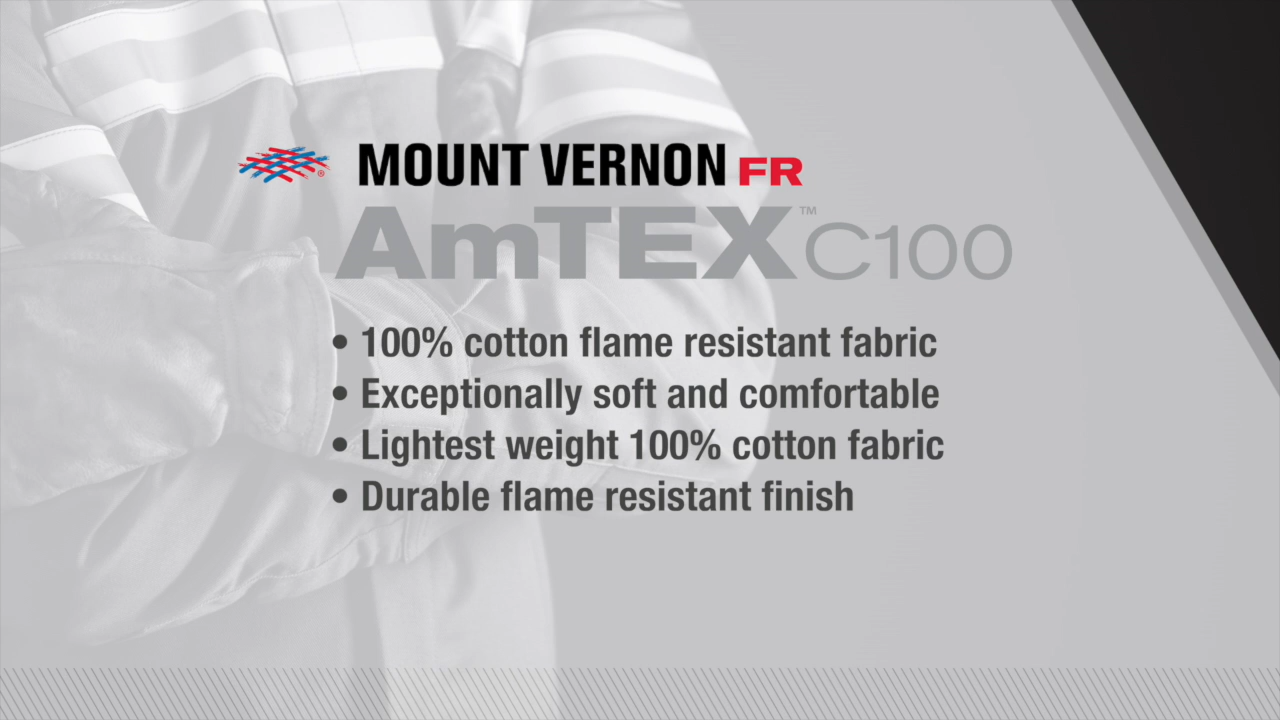 MOUNT VERNON FR
AmTEX™ C100
• 100% cotton flame resistant fabric
• Exceptionally soft and comfortable
• Lightest weight 100% cotton fabric
• Durable flame resistant finish